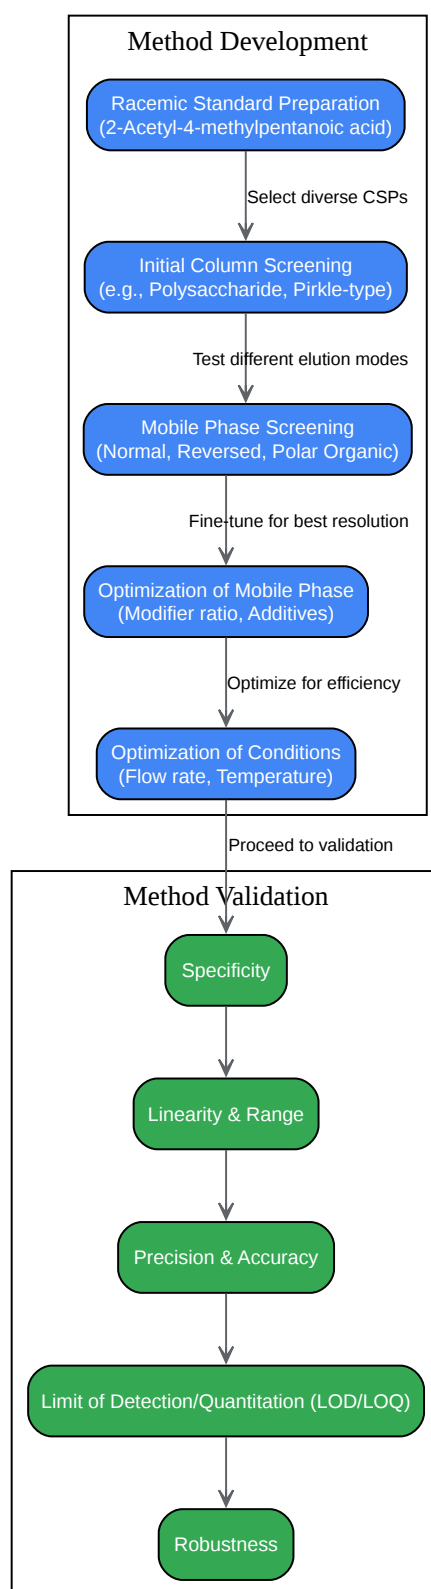 Method Development
Racemic Standard Preparation
(2-Acetyl-4-methylpentanoic acid)
Select diverse CSPs
Initial Column Screening
(e.g., Polysaccharide, Pirkle-type)
Test different elution modes
Mobile Phase Screening
(Normal, Reversed, Polar Organic)
Fine-tune for best resolution
Optimization of Mobile Phase
(Modifier ratio, Additives)
Optimize for efficiency
Optimization of Conditions
(Flow rate, Temperature)
Proceed to validation
Method Validation
Specificity
Linearity & Range
Precision & Accuracy
Limit of Detection/Quantitation (LOD/LOQ)
Robustness